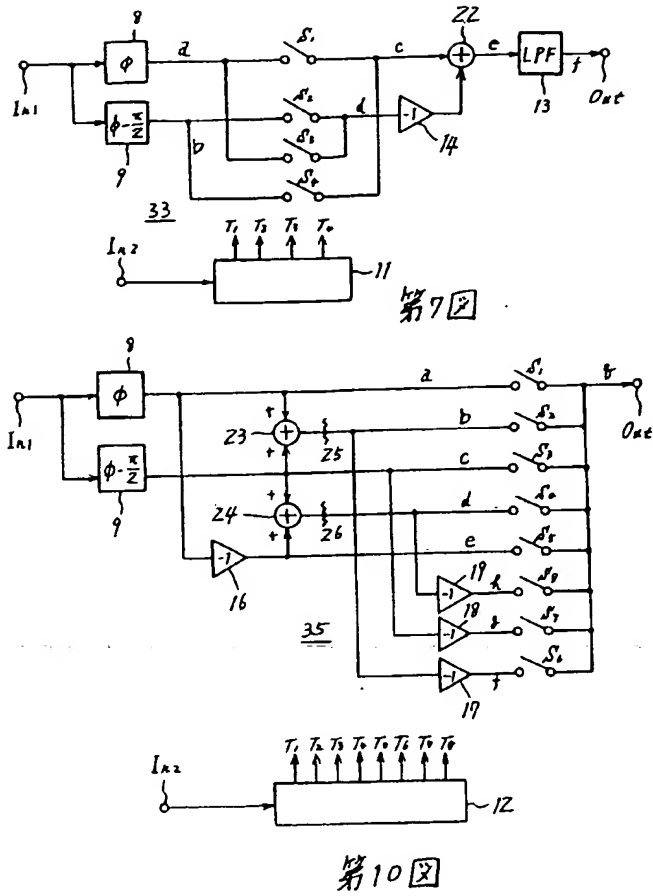 8
φ
a
S₁
c
22
e
LPF
f
13
Out
In1
φ-π/2
9
b
S₂
d
S₃
-1
14
S₄
33
T₁ T₂ T₃ T₄
In2
11
第7図
8
φ
a
S₁
g
Out
In1
+
23
+
25
b
S₂
φ-π/2
9
c
S₃
+
24
+
26
d
S₄
-1
16
e
S₅
-1
19
h
S₈
35
-1
18
g
S₇
-1
17
f
S₆
T₁ T₂ T₃ T₄ T₆ T₈
In2
12
第10図